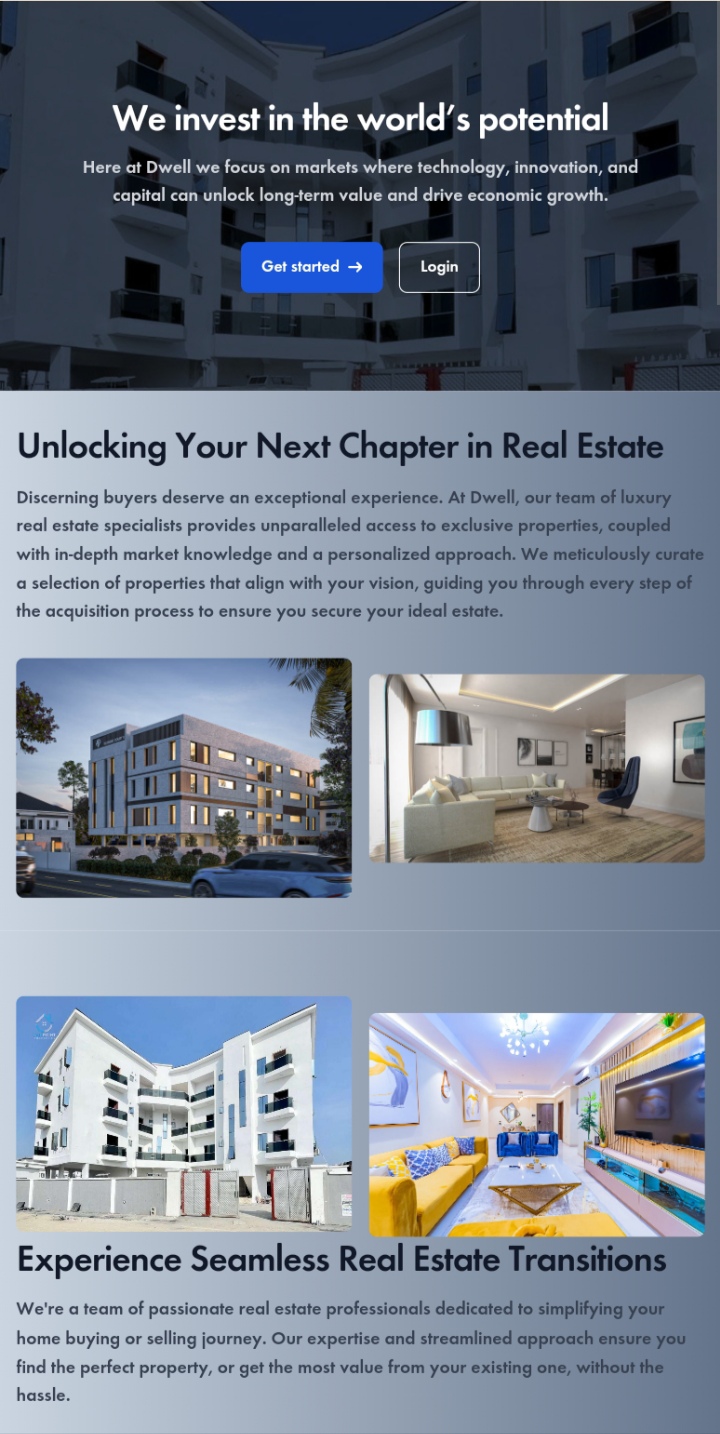 We invest in the world’s potential
Here at Dwell we focus on markets where technology, innovation, and
capital can unlock long-term value and drive economic growth.
Get started →
Login
Unlocking Your Next Chapter in Real Estate
Discerning buyers deserve an exceptional experience. At Dwell, our team of luxury
real estate specialists provides unparalleled access to exclusive properties, coupled
with in-depth market knowledge and a personalized approach. We meticulously curate
a selection of properties that align with your vision, guiding you through every step of
the acquisition process to ensure you secure your ideal estate.
Experience Seamless Real Estate Transitions
We're a team of passionate real estate professionals dedicated to simplifying your
home buying or selling journey. Our expertise and streamlined approach ensure you
find the perfect property, or get the most value from your existing one, without the
hassle.